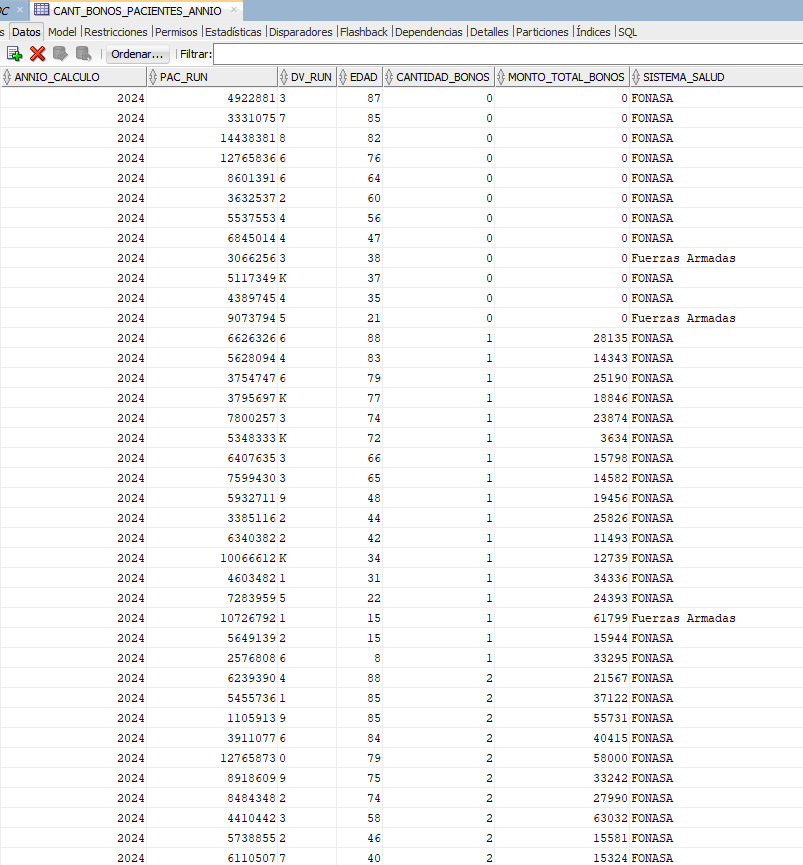 CANT_BONOS_PACIENTES_ANNIO
Datos Model Restricciones Permisos Estadísticas Disparadores Flashback Dependencias Detalles Particiones Índices SQL
Ordenar... Filtrar:
ANNIO_CALCULO PAC_RUN DV_RUN EDAD CANTIDAD_BONOS MONTO_TOTAL_BONOS SISTEMA_SALUD
2024 4922881 3 87 0 0 FONASA
2024 3331075 7 85 0 0 FONASA
2024 14438381 8 82 0 0 FONASA
2024 12765836 6 76 0 0 FONASA
2024 8601391 6 64 0 0 FONASA
2024 3632537 2 60 0 0 FONASA
2024 5537553 4 56 0 0 FONASA
2024 6845014 4 47 0 0 FONASA
2024 3066256 3 38 0 0 Fuerzas Armadas
2024 5117349 K 37 0 0 FONASA
2024 4389745 4 35 0 0 FONASA
2024 9073794 5 21 0 0 Fuerzas Armadas
2024 6626326 6 88 1 28135 FONASA
2024 5628094 4 83 1 14343 FONASA
2024 3754747 6 79 1 25190 FONASA
2024 3795697 K 77 1 18846 FONASA
2024 7800257 3 74 1 23874 FONASA
2024 5348333 K 72 1 3634 FONASA
2024 6407635 3 66 1 15798 FONASA
2024 7599430 3 65 1 14582 FONASA
2024 5932711 9 48 1 19456 FONASA
2024 3385116 2 44 1 25826 FONASA
2024 6340382 2 42 1 11493 FONASA
2024 10066612 K 34 1 12739 FONASA
2024 4603482 1 31 1 34336 FONASA
2024 7283959 5 22 1 24393 FONASA
2024 10726792 1 15 1 61799 Fuerzas Armadas
2024 5649139 2 15 1 15944 FONASA
2024 2576808 6 8 1 33295 FONASA
2024 6239390 4 88 2 21567 FONASA
2024 5455736 1 85 2 37122 FONASA
2024 1105913 9 85 2 55731 FONASA
2024 3911077 6 84 2 40415 FONASA
2024 12765873 0 79 2 58000 FONASA
2024 8918609 9 75 2 33242 FONASA
2024 8484348 2 74 2 27990 FONASA
2024 4410442 3 58 2 63032 FONASA
2024 5738855 2 46 2 15581 FONASA
2024 6110507 7 40 2 15324 FONASA